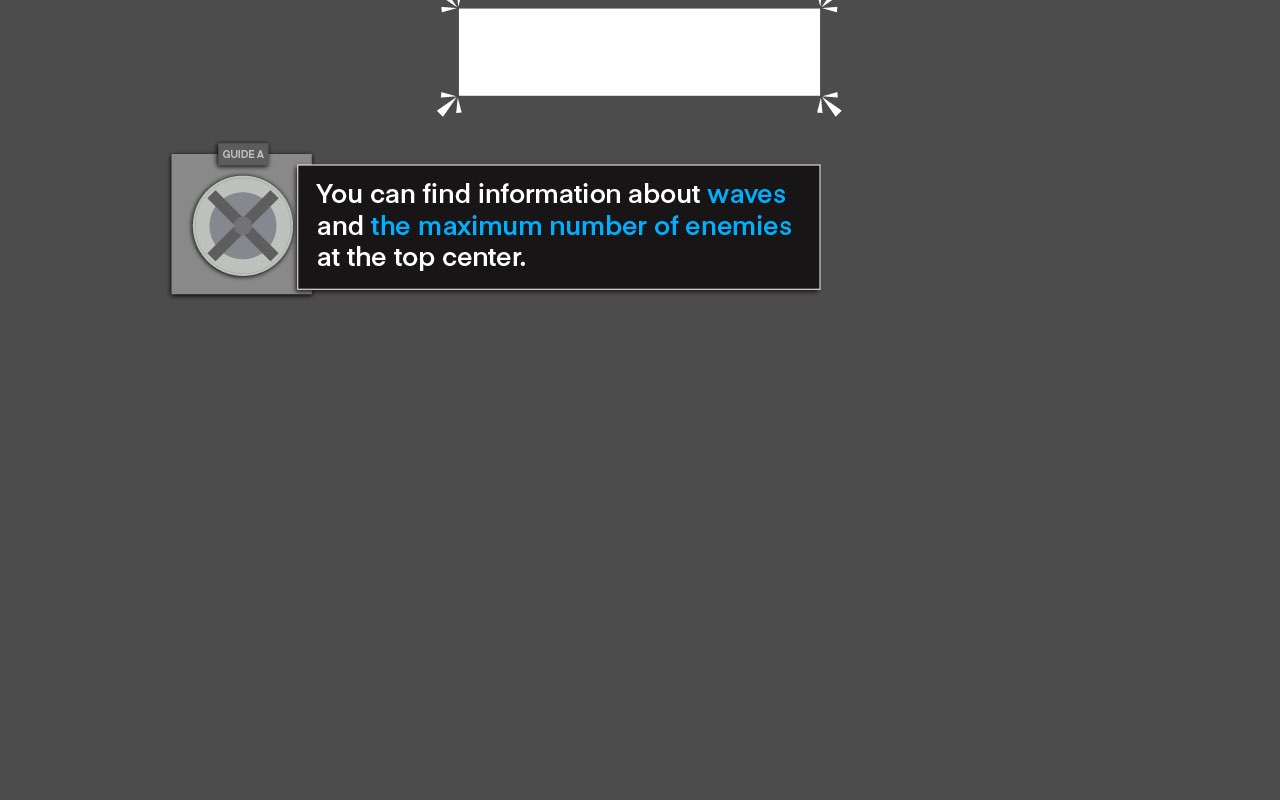 GUIDE A
You can find information about waves
and the maximum number of enemies
at the top center.